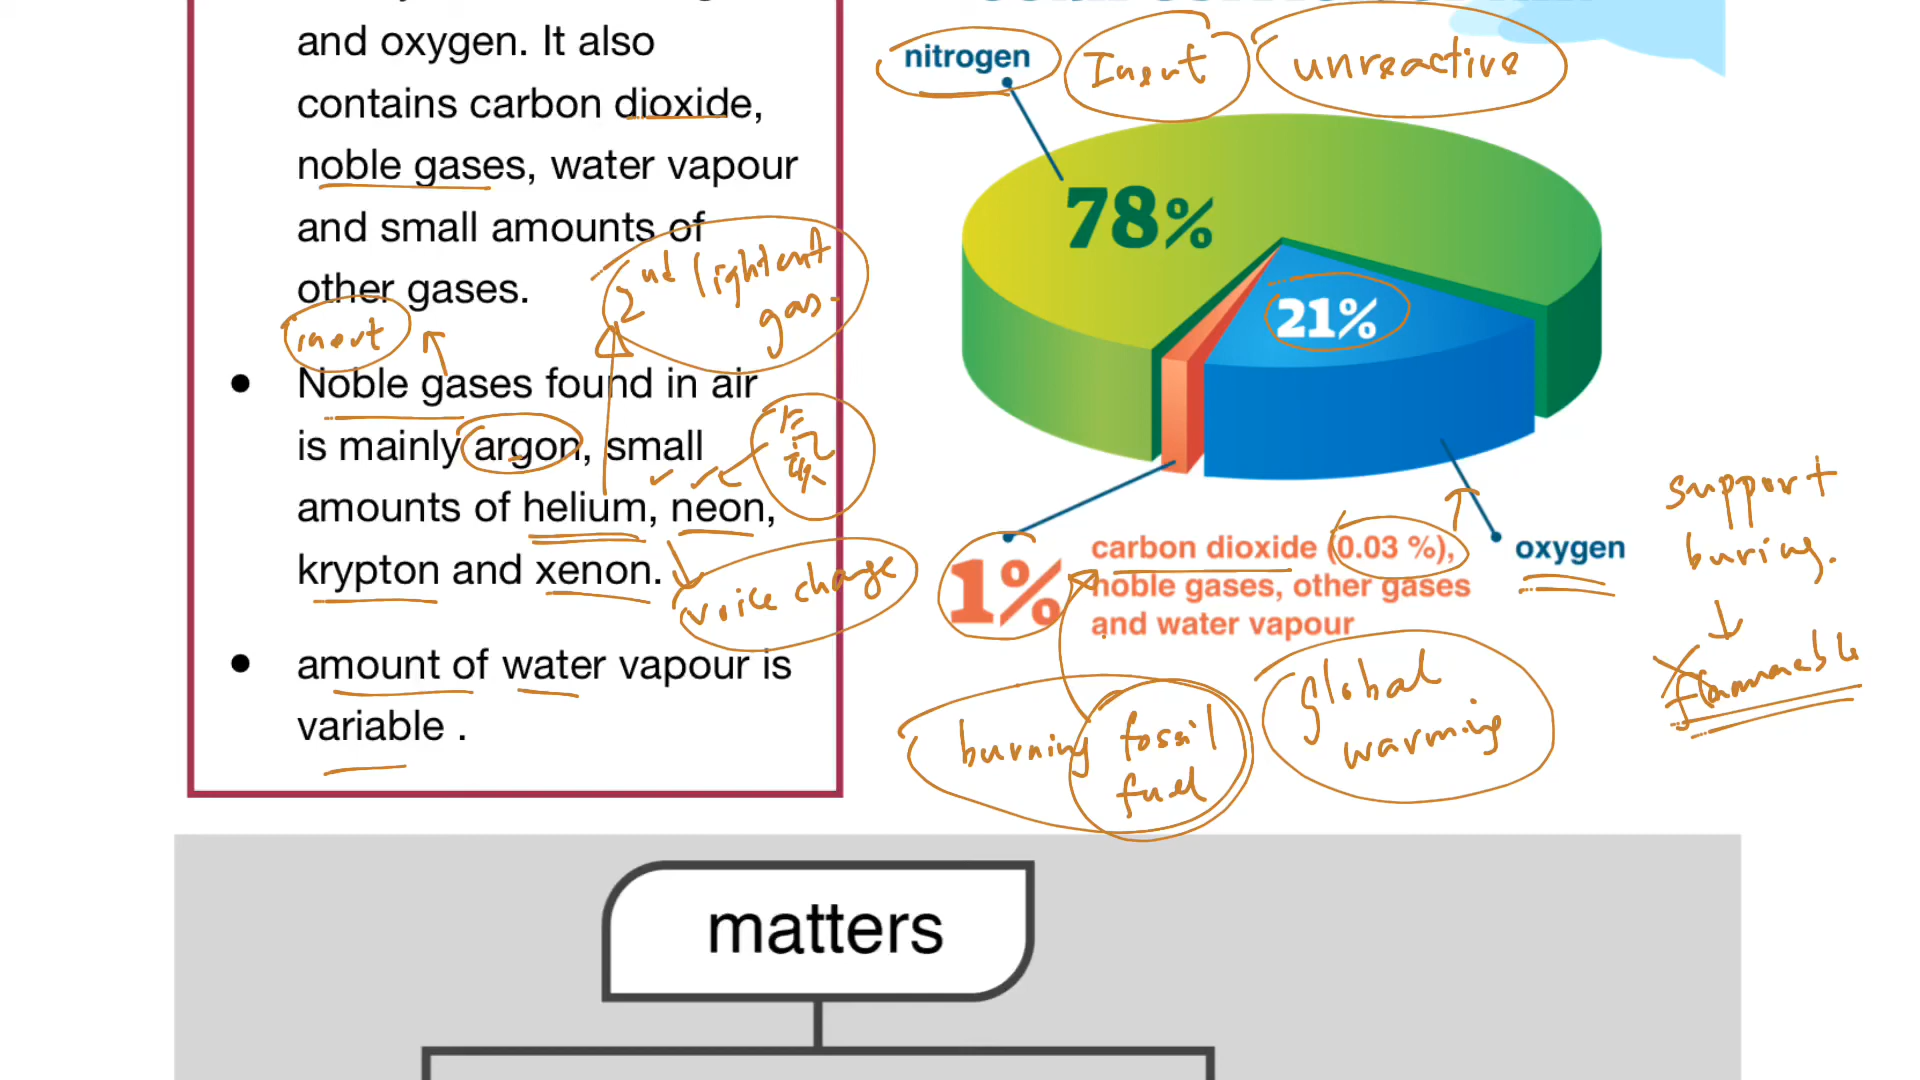 and oxygen. It also
contains carbon dioxide,
noble gases, water vapour
and small amounts of
other gases.
2nd lightent
gas.
inert
• Noble gases found in air
is mainly argon, small
amounts of helium, neon,
krypton and xenon.
voice change
• amount of water vapour is
variable .
nitrogen
Inert
unreactive
78%
21%
1%
carbon dioxide (0.03 %),
noble gases, other gases
and water vapour
oxygen
support
buring.
flammable
burning fossil
fuel
global
warming
matters